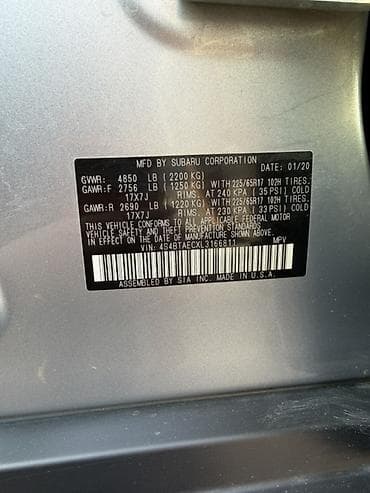 MFD BY SUBARU CORPORATION
GVWR: 4850 LB (2200 KG) DATE: 01/20
GAWR:F 2756 LB (1250 KG) WITH 225/65R17 102H TIRES.
17X7J RIMS. AT 240 KPA (35 PSI) COLD
GAWR:R 2690 LB (1220 KG) WITH 225/65R17 102H TIRES.
17X7J RIMS. AT 230 KPA (33 PSI) COLD
THIS VEHICLE CONFORMS TO ALL APPLICABLE FEDERAL MOTOR
VEHICLE SAFETY BUMPER, AND THEFT PREVENTION
STANDARDS IN EFFECT ON THE
DATE OF MANUFACTURE SHOWN ABOVE.
VIN: 4S4BTAECXL3166811 MPV
ASSEMBLED BY SIA INC. MADE IN U.S.A.